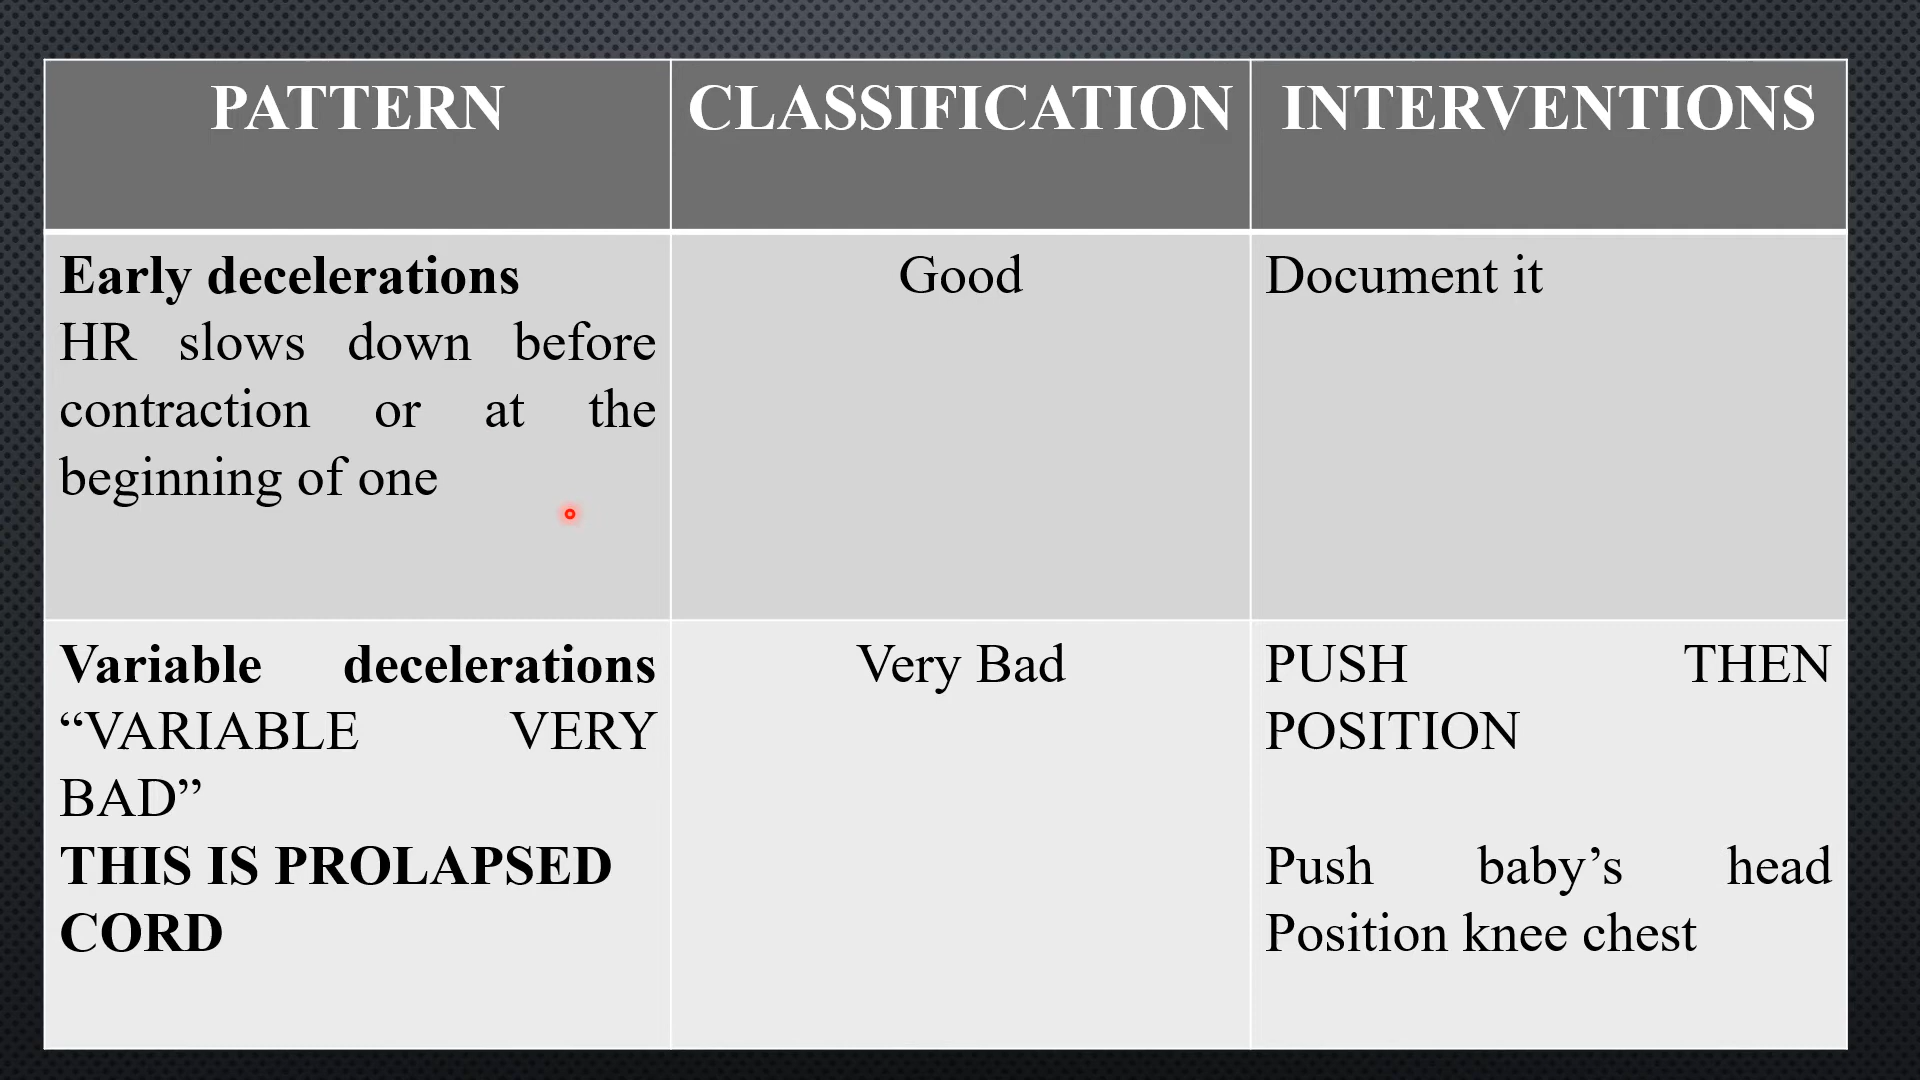 PATTERN
CLASSIFICATION
INTERVENTIONS
Early decelerations
HR slows down before
contraction or at the
beginning of one
Good
Document it
Variable decelerations
“VARIABLE VERY
BAD”
THIS IS PROLAPSED
CORD
Very Bad
PUSH THEN
POSITION
Push baby’s head
Position knee chest